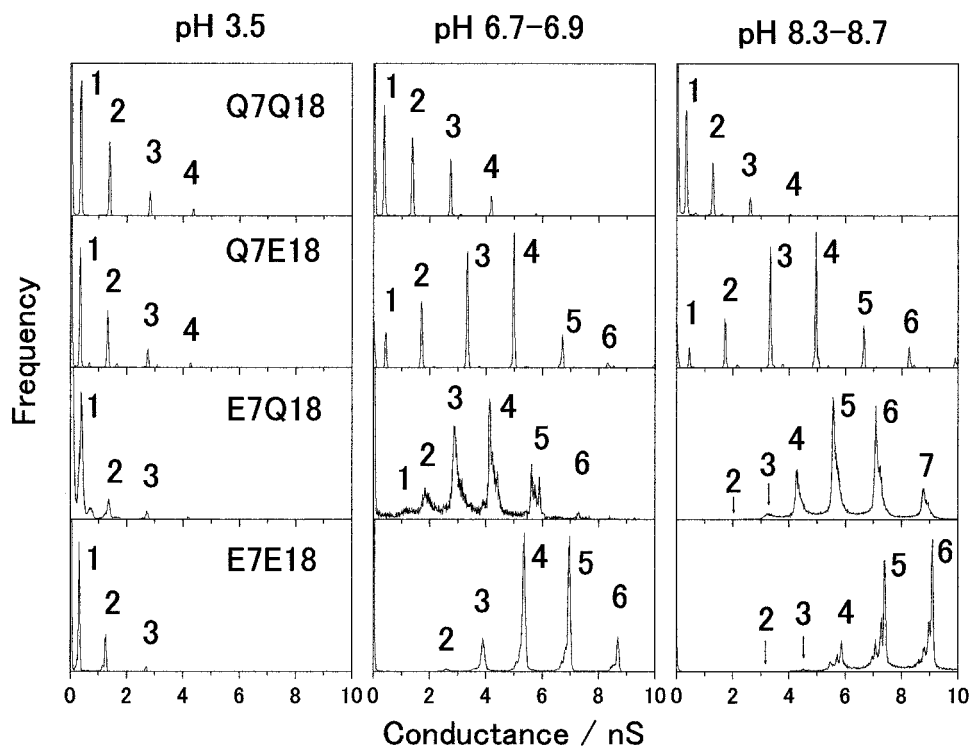 pH 3.5 pH 6.7-6.9 pH 8.3-8.7
Frequency
1 2 3 4 Q7Q18
1 2 3 4
1 2 3 4
1 2 3 4 Q7E18
1 2 3 4 5 6
1 2 3 4 5 6
1 2 3 E7Q18
1 2 3 4 5 6
2 3 4 5 6 7
1 2 3 E7E18
2 3 4 5 6
2 3 4 5 6
0 2 4 6 8 10 0 2 4 6 8 10 0 2 4 6 8 10
Conductance / nS